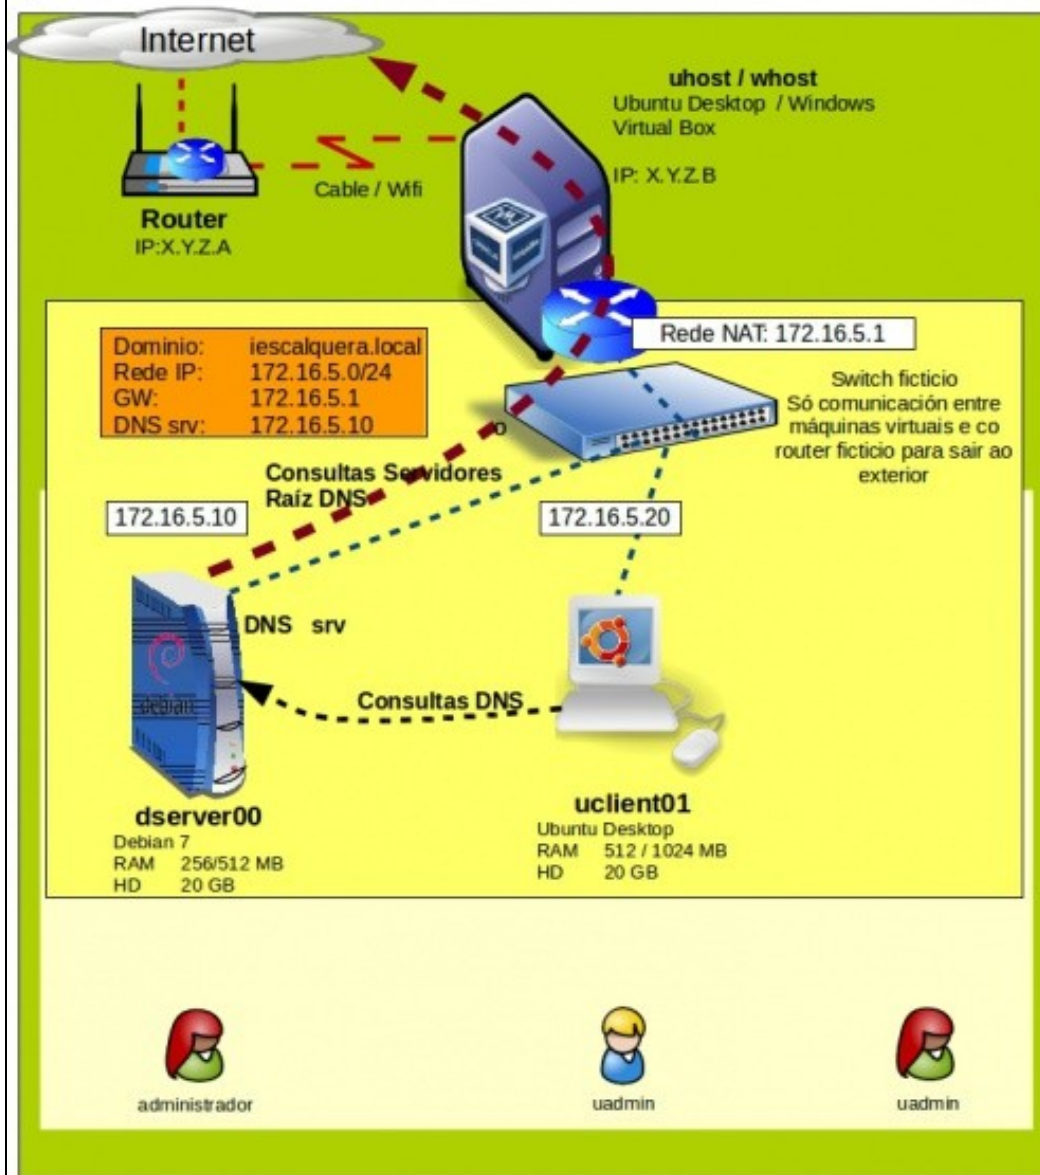 Internet
uhost / whost
Ubuntu Desktop / Windows
Virtual Box
IP: X.Y.Z.B
Cable / Wifi
Router
IP:X.Y.Z.A
Rede NAT: 172.16.5.1
Dominio: iescalquera.local
Rede IP: 172.16.5.0/24
GW: 172.16.5.1
DNS srv: 172.16.5.10
Switch ficticio
Só comunicación entre
máquinas virtuais e co
router ficticio para sair ao
exterior
o
Consultas Servidores
Raíz DNS
172.16.5.10
172.16.5.20
DNS srv
debian
Consultas DNS
dserver00
Debian 7
RAM 256/512 MB
HD 20 GB
uclient01
Ubuntu Desktop
RAM 512 / 1024 MB
HD 20 GB
administrador
uadmin
uadmin